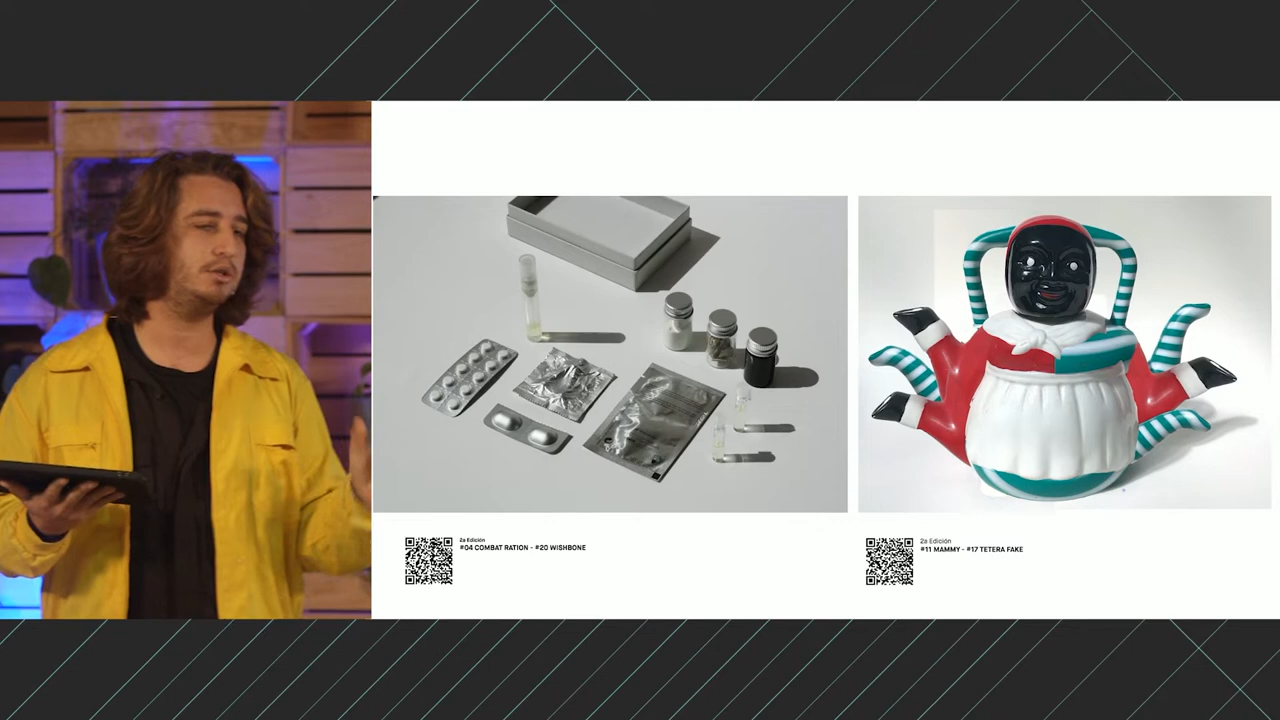 2a Edición
#04 COMBAT RATION - #20 WISHBONE
2a Edición
#11 MAMMY - #17 TETERA FAKE